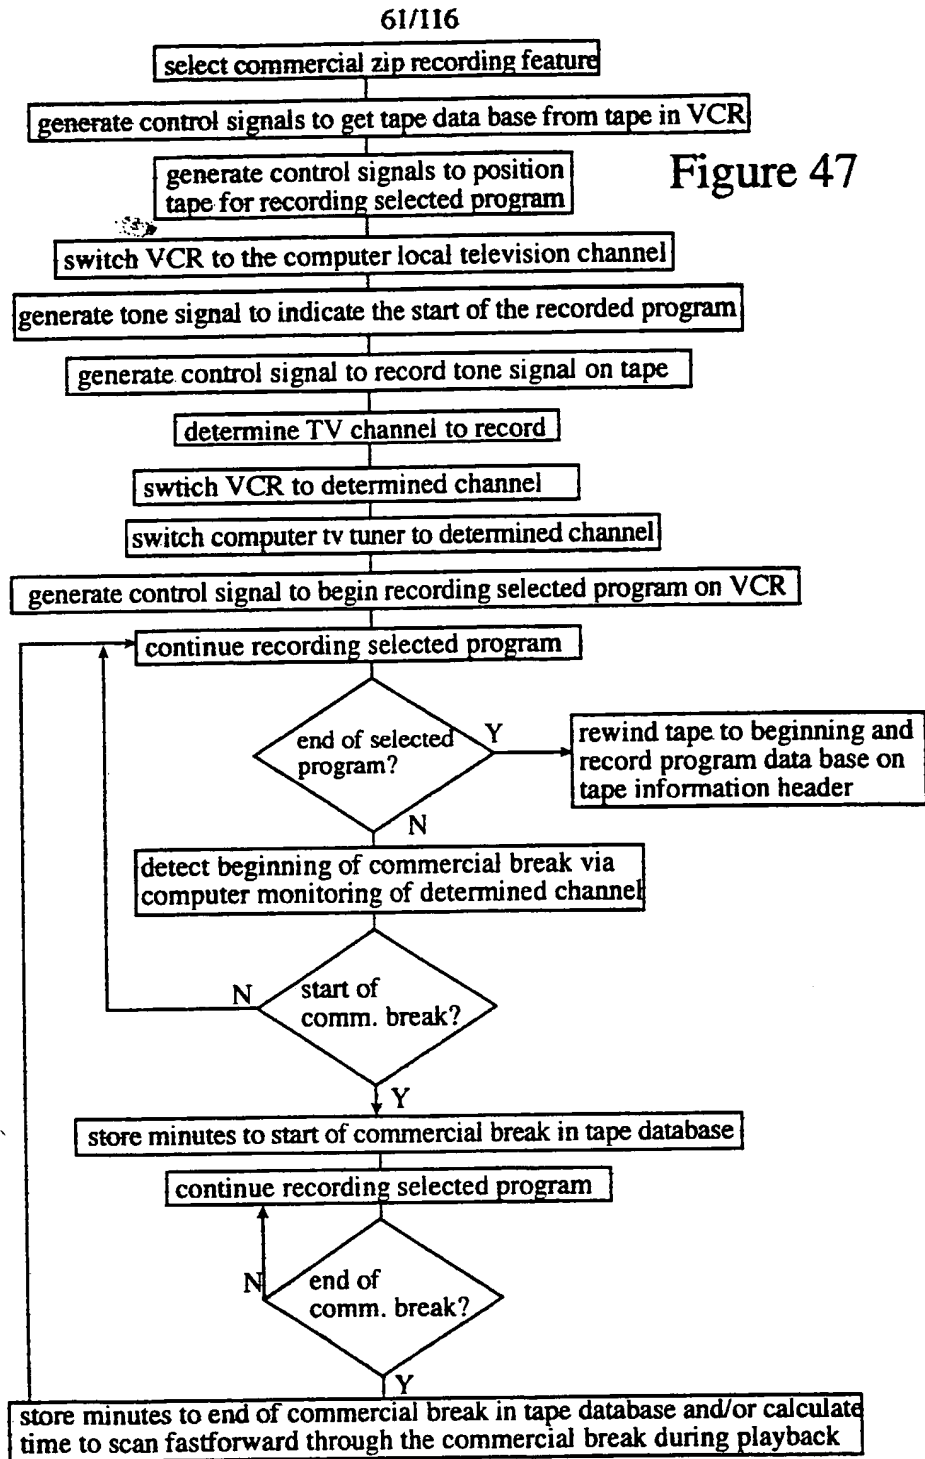 61/116
select commercial zip recording feature
generate control signals to get tape data base from tape in VCR
Figure 47
generate control signals to position
tape for recording selected program
switch VCR to the computer local television channel
generate tone signal to indicate the start of the recorded program
generate control signal to record tone signal on tape
determine TV channel to record
swtich VCR to determined channel
switch computer tv tuner to determined channel
generate control signal to begin recording selected program on VCR
continue recording selected program
end of selected
program?
Y
rewind tape to beginning and
record program data base on
tape information header
N
detect beginning of commercial break via
computer monitoring of determined channel
N
start of
comm. break?
Y
store minutes to start of commercial break in tape database
continue recording selected program
N
end of
comm. break?
Y
store minutes to end of commercial break in tape database and/or calculate
time to scan fastforward through the commercial break during playback